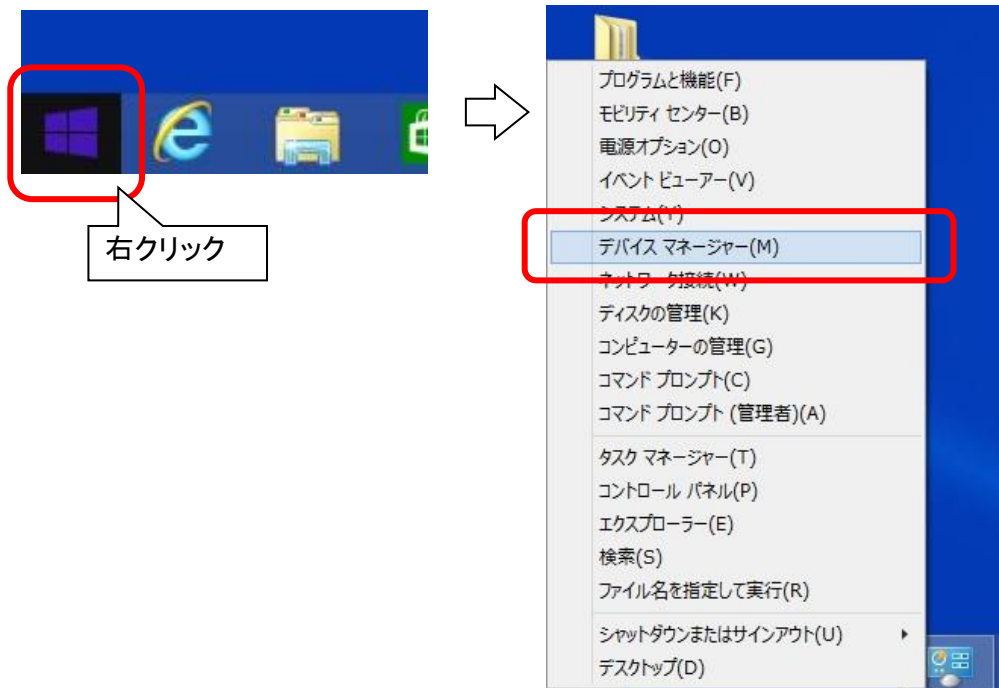 右クリック
プログラムと機能(F)
モビリティ センター(B)
電源オプション(O)
イベント ビューアー(V)
システム(Y)
デバイス マネージャー(M)
ネットワーク接続(W)
ディスクの管理(K)
コンピューターの管理(G)
コマンド プロンプト(C)
コマンド プロンプト (管理者)(A)
タスク マネージャー(T)
コントロール パネル(P)
エクスプローラー(E)
検索(S)
ファイル名を指定して実行(R)
シャットダウンまたはサインアウト(U)
デスクトップ(D)